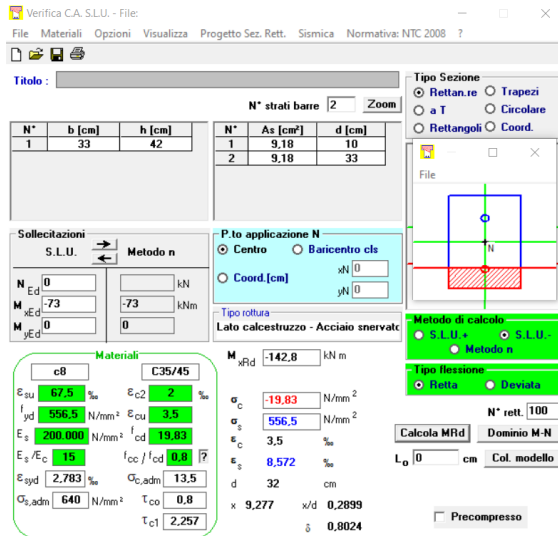 Verifica C.A. S.L.U. - File:
File Materiali Opzioni Visualizza Progetto Sez. Rett. Sismica Normativa: NTC 2008 ?
Titolo :
N° strati barre 2 Zoom
Tipo Sezione
Rettan.re Trapezi
a T Circolare
Rettangoli Coord.
N° b [cm] h [cm]
1 33 42
N° As [cm²] d [cm]
1 9,18 10
2 9,18 33
File
N
Sollecitazioni
S.L.U. Metodo n
N Ed 0 kN
M xEd -73 -73 kNm
M yEd 0 0
P.to applicazione N
Centro Baricentro cls
Coord.[cm] xN 0
yN 0
Tipo rottura
Lato calcestruzzo - Acciaio snervato
Metodo di calcolo
S.L.U.+ S.L.U.-
Metodo n
Tipo flessione
Retta Deviata
N° rett. 100
Calcola MRd Dominio M-N
L₀ 0 cm Col. modello
Precompresso
Materiali
c8 C35/45
εsu 67,5 ‰ εc2 2 ‰
fyd 556,5 N/mm² εcu 3,5
Es 200.000 N/mm² fcd 19,83
Es/Ec 15 fcc / fcd 0,8 ?
εsyd 2,783 ‰ σc,adm 13,5
σs,adm 640 N/mm² τco 0,8
τc1 2,257
M xRd -142,8 kN m
σc -19,83 N/mm²
σs 556,5 N/mm²
εc 3,5 ‰
εs 8,572 ‰
d 32 cm
x 9,277 x/d 0,2899
δ 0,8024